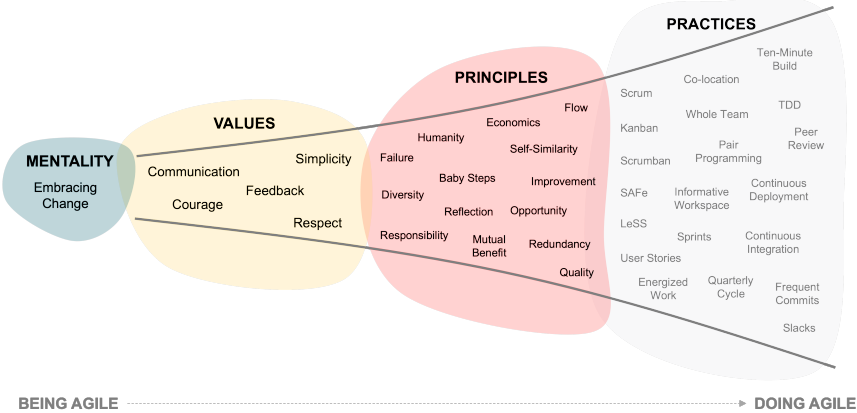 MENTALITY
Embracing
Change
VALUES
Simplicity
Communication
Feedback
Courage
Respect
PRINCIPLES
Flow
Economics
Humanity
Self-Similarity
Failure
Baby Steps
Improvement
Diversity
Reflection
Opportunity
Responsibility
Mutual
Benefit
Redundancy
Quality
PRACTICES
Ten-Minute
Build
Co-location
Scrum
TDD
Whole Team
Kanban
Peer
Review
Pair
Programming
Scrumban
Continuous
Deployment
SAFe
Informative
Workspace
LeSS
Sprints
Continuous
Integration
User Stories
Energized
Work
Quarterly
Cycle
Frequent
Commits
Slacks
BEING AGILE
DOING AGILE